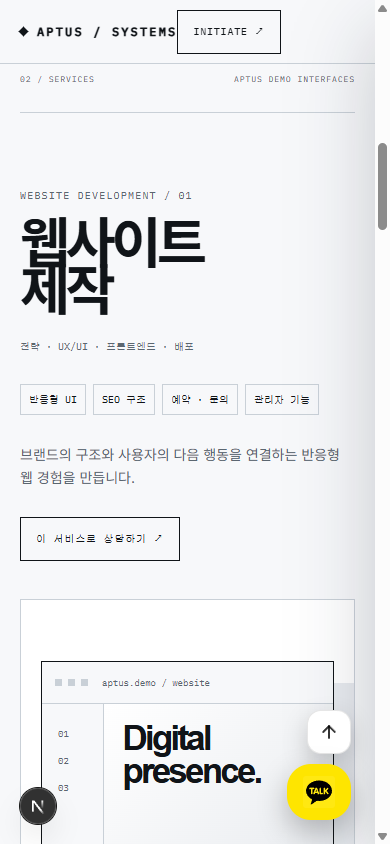 ◆ APTUS / SYSTEMS INITIATE ↗
02 / SERVICES APTUS DEMO INTERFACES
WEBSITE DEVELOPMENT / 01
웹사이트
제작
전략 · UX/UI · 프론트엔드 · 배포
반응형 UI SEO 구조 예약 · 문의 관리자 기능
브랜드의 구조와 사용자의 다음 행동을 연결하는 반응형
웹 경험을 만듭니다.
이 서비스로 상담하기 ↗
aptus.demo / website
01
02
03
Digital
presence.
TALK
N